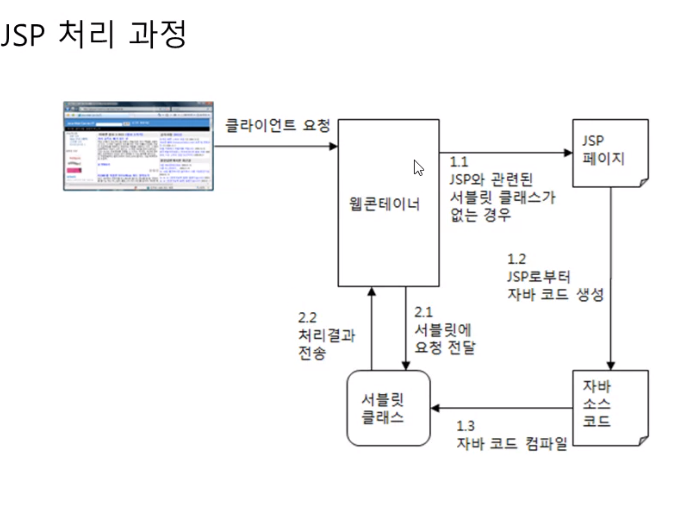 JSP 처리 과정
클라이언트 요청
웹콘테이너
1.1
JSP와 관련된
서블릿 클래스가
없는 경우
JSP
페이지
1.2
JSP로부터
자바 코드 생성
2.2
처리결과
전송
2.1
서블릿에
요청 전달
서블릿
클래스
1.3
자바 코드 컴파일
자바
소스
코드